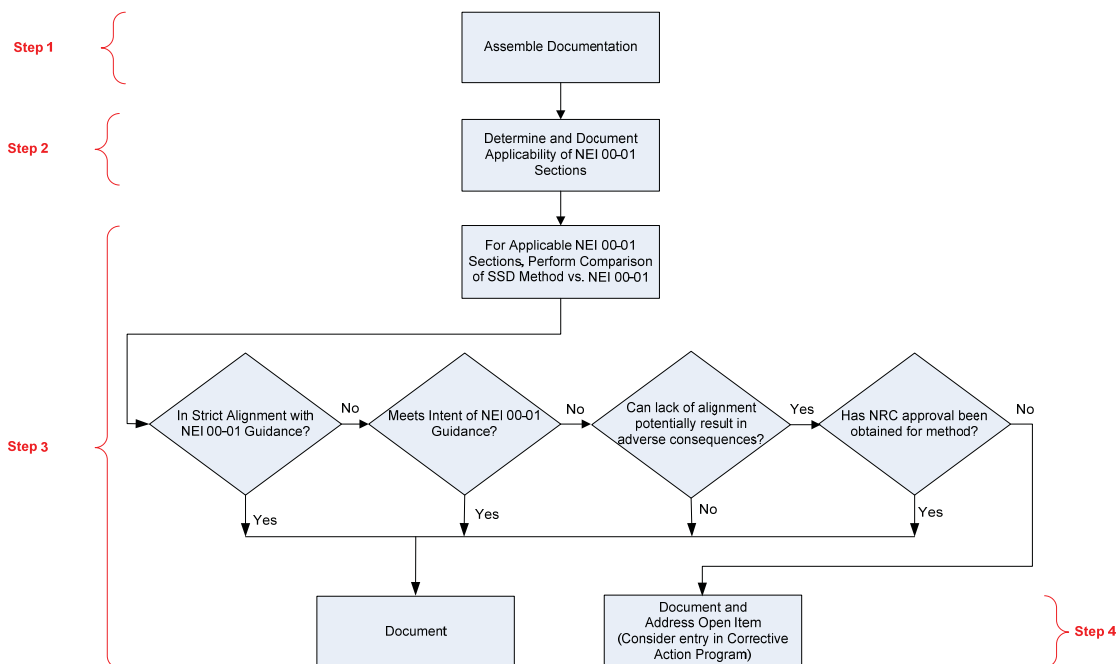 Step 1
Assemble Documentation
Step 2
Determine and Document
Applicability of NEI 00-01
Sections
For Applicable NEI 00-01
Sections, Perform Comparison
of SSD Method vs. NEI 00-01
Step 3
In Strict Alignment with
NEI 00-01 Guidance?
No
Meets Intent of NEI 00-01
Guidance?
No
Can lack of alignment
potentially result in
adverse consequences?
Yes
Has NRC approval been
obtained for method?
No
Yes
Yes
No
Yes
Document
Document and
Address Open Item
(Consider entry in Corrective
Action Program)
Step 4